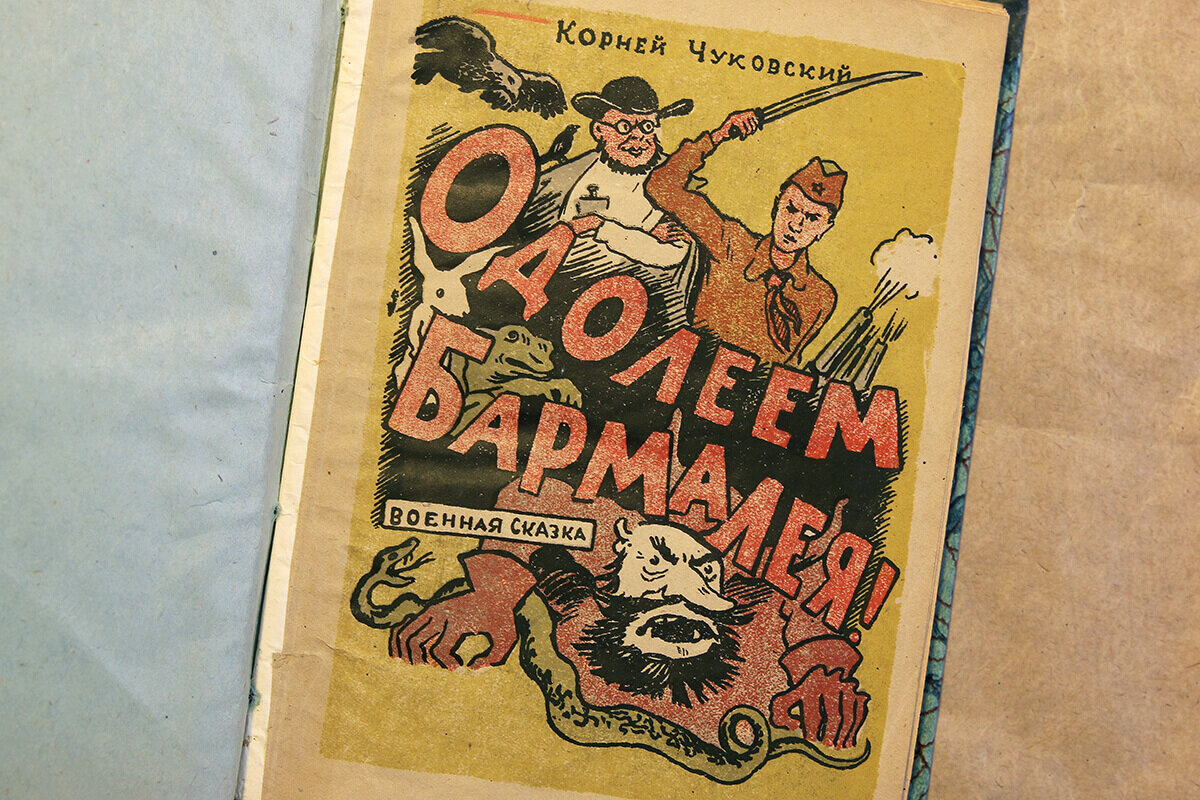 Корней Чуковский
Одолеем
Бармалея!
ВОЕННАЯ СКАЗКА